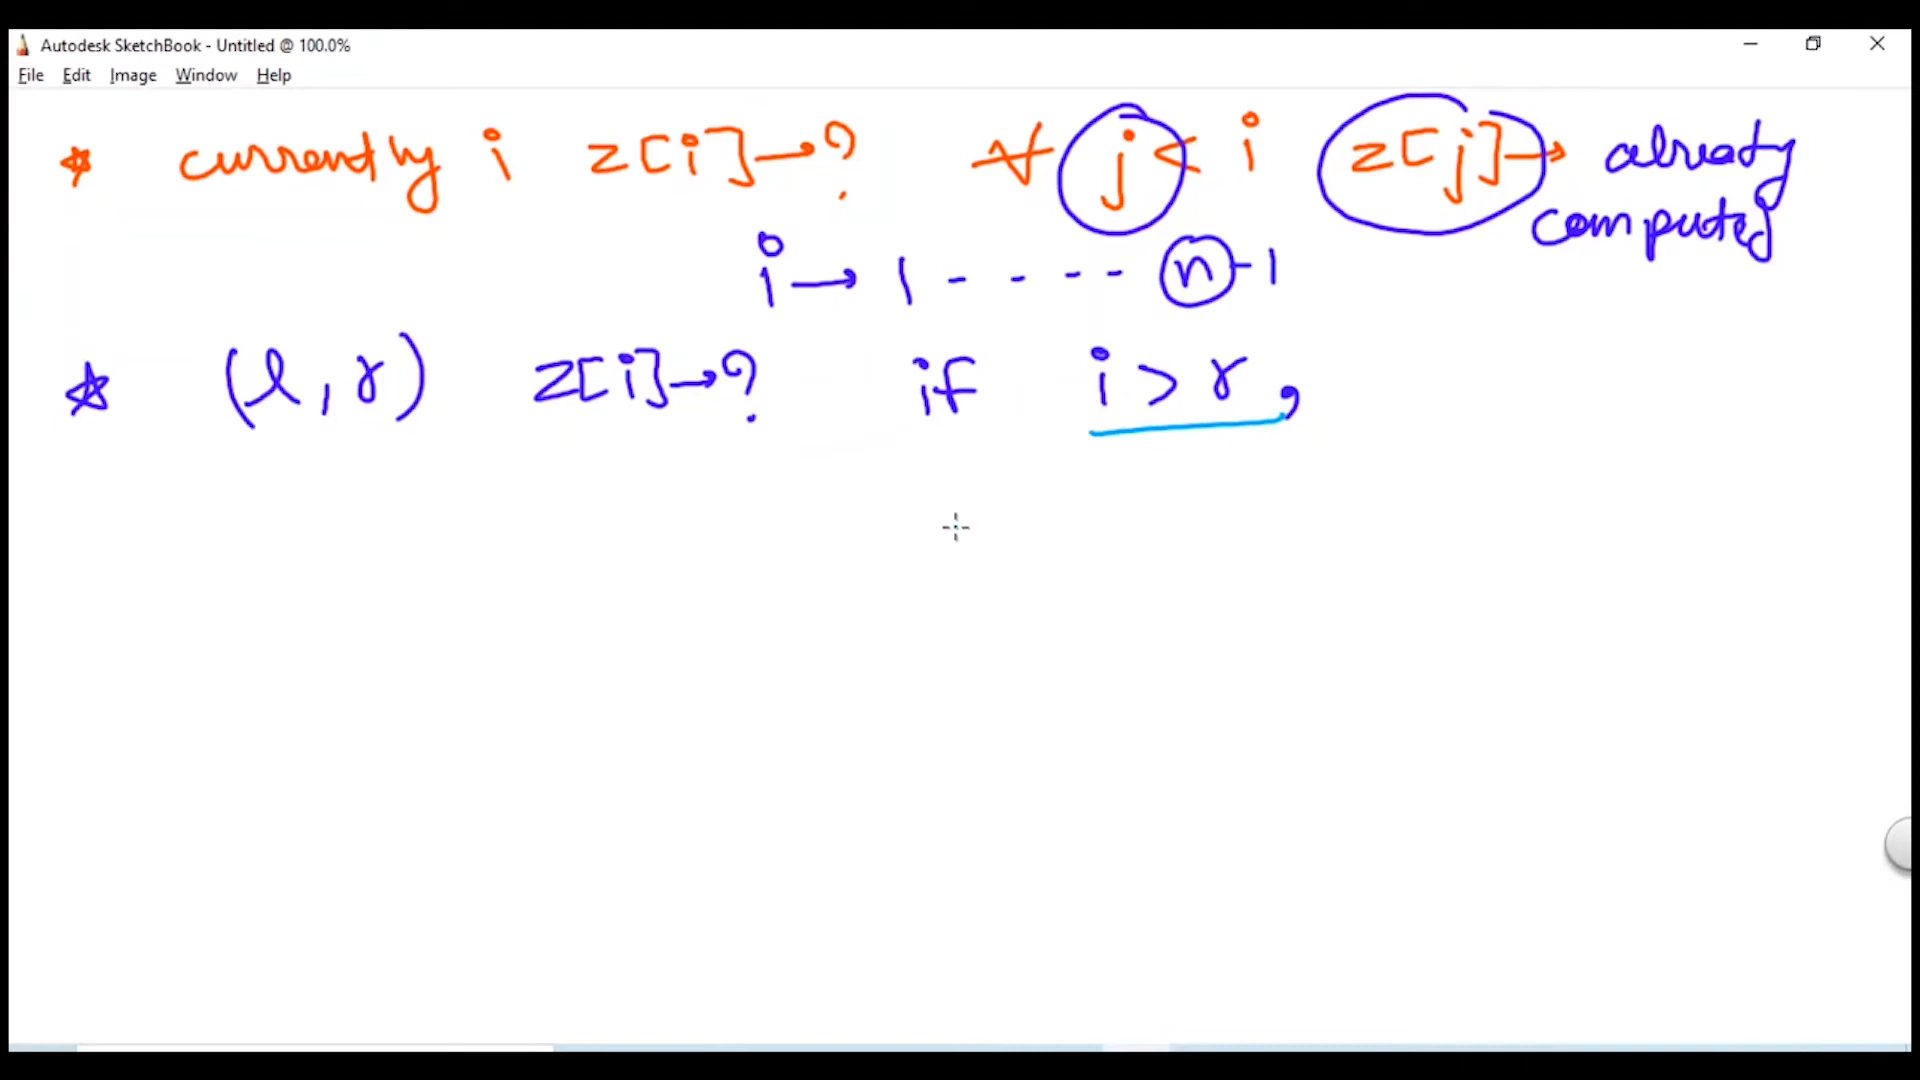 Autodesk SketchBook - Untitled @ 100.0%
File Edit Image Window Help
* currently i z[i]→? ∀ j < i z[j]→ already
computed
i → 1 - - - - n-1
* (l, r) z[i]→? if i > r,